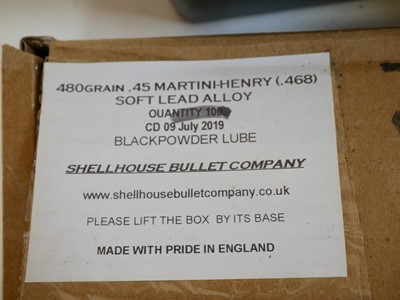 480GRAIN .45 MARTINI-HENRY (.468)
SOFT LEAD ALLOY
QUANTITY 100
CD 09 July 2019
BLACKPOWDER LUBE
SHELLHOUSE BULLET COMPANY
www.shellhousebulletcompany.co.uk
PLEASE LIFT THE BOX BY ITS BASE
MADE WITH PRIDE IN ENGLAND